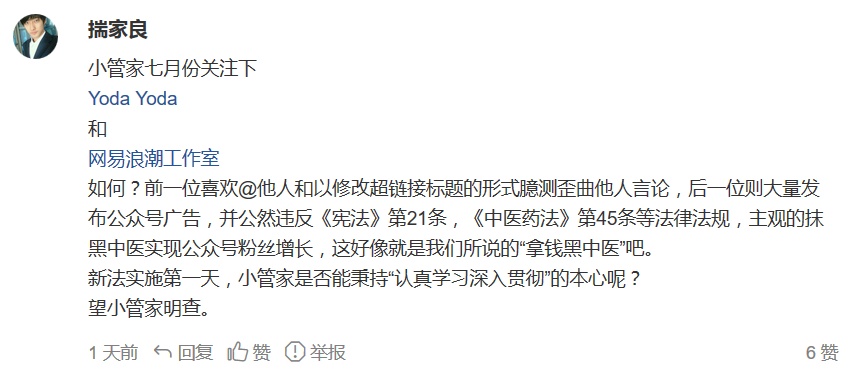 揣家良
小管家七月份关注下
Yoda Yoda
和
网易浪潮工作室
如何？前一位喜欢@他人和以修改超链接标题的形式臆测歪曲他人言论，后一位则大量发
布公众号广告，并公然违反《宪法》第21条，《中医药法》第45条等法律法规，主观的抹
黑中医实现公众号粉丝增长，这好像就是我们所说的“拿钱黑中医”吧。
新法实施第一天，小管家是否能秉持“认真学习深入贯彻”的本心呢？
望小管家明查。
1 天前 回复 赞 举报 6 赞